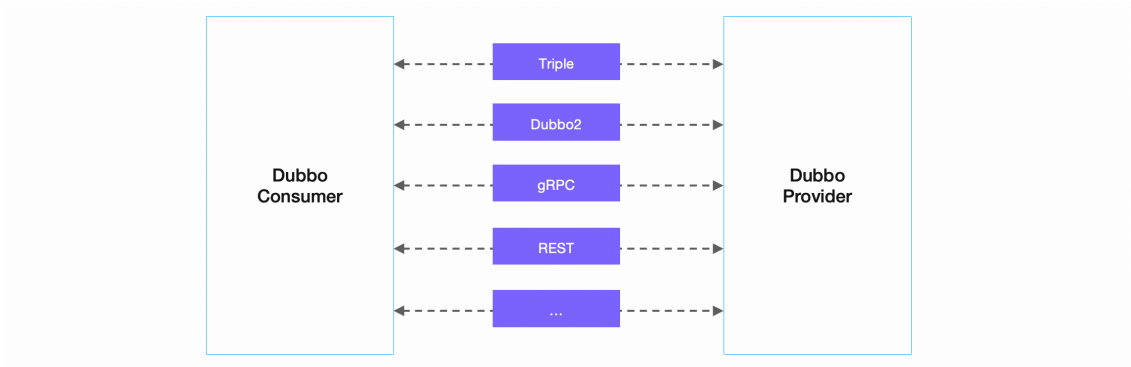 Dubbo
Consumer
Triple
Dubbo2
gRPC
REST
...
Dubbo
Provider